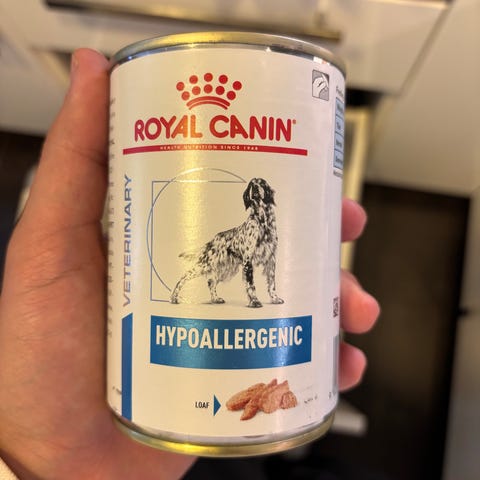 ROYAL CANIN®
HEALTH NUTRITION SINCE 1968
VETERINARY
HYPOALLERGENIC
LOAF